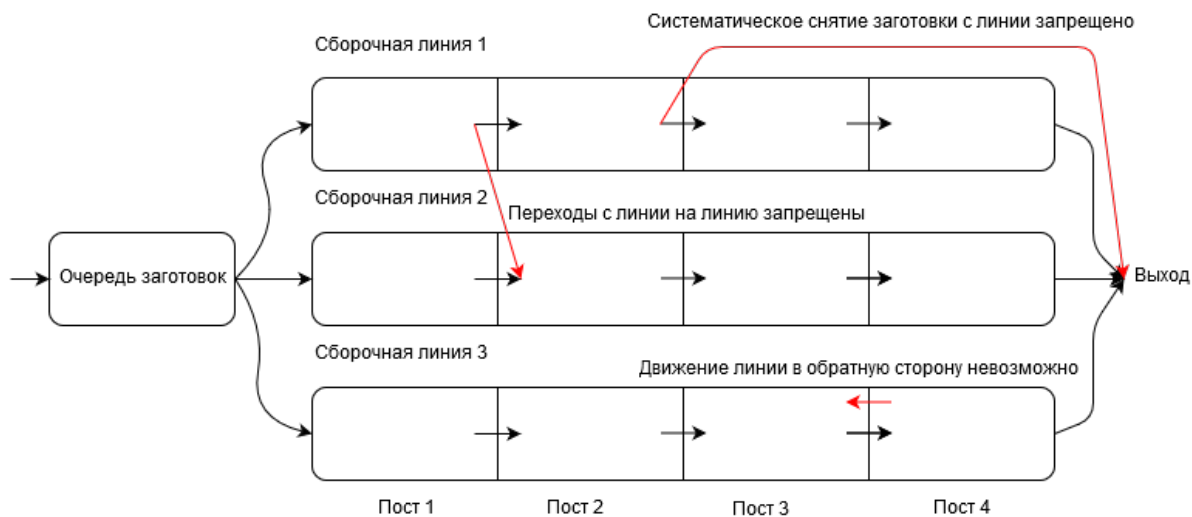 Систематическое снятие заготовки с линии запрещено
Сборочная линия 1
Сборочная линия 2
Переходы с линии на линию запрещены
Очередь заготовок
Выход
Сборочная линия 3
Движение линии в обратную сторону невозможно
Пост 1
Пост 2
Пост 3
Пост 4